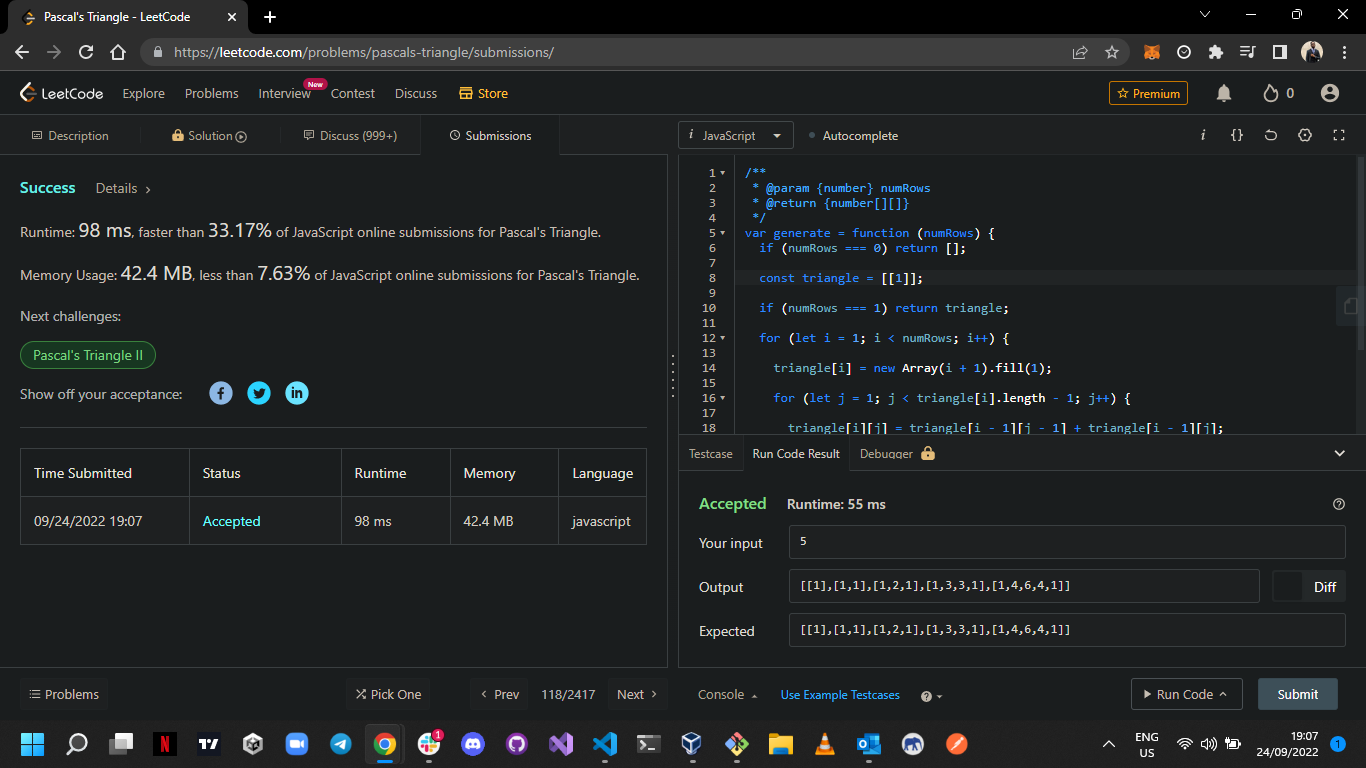 Pascal's Triangle - LeetCode
https://leetcode.com/problems/pascals-triangle/submissions/
LeetCode Explore Problems Interview New Contest Discuss Store Premium 0
Description Solution Discuss (999+) Submissions
Success Details
Runtime: 98 ms, faster than 33.17% of JavaScript online submissions for Pascal's Triangle.
Memory Usage: 42.4 MB, less than 7.63% of JavaScript online submissions for Pascal's Triangle.
Next challenges:
Pascal's Triangle II
Show off your acceptance:
Time Submitted Status Runtime Memory Language
09/24/2022 19:07 Accepted 98 ms 42.4 MB javascript
Problems Pick One Prev 118/2417 Next
i JavaScript Autocomplete i {}
1 /**
2 * @param {number} numRows
3 * @return {number[][]}
4 */
5 var generate = function (numRows) {
6 if (numRows === 0) return [];
7
8 const triangle = [[1]];
9
10 if (numRows === 1) return triangle;
11
12 for (let i = 1; i < numRows; i++) {
13
14 triangle[i] = new Array(i + 1).fill(1);
15
16 for (let j = 1; j < triangle[i].length - 1; j++) {
17
18 triangle[i][j] = triangle[i - 1][j - 1] + triangle[i - 1][j];
Testcase Run Code Result Debugger
Accepted Runtime: 55 ms
Your input 5
Output [[1],[1,1],[1,2,1],[1,3,3,1],[1,4,6,4,1]] Diff
Expected [[1],[1,1],[1,2,1],[1,3,3,1],[1,4,6,4,1]]
Console Use Example Testcases Run Code Submit
1 ENG 19:07
US 24/09/2022 1